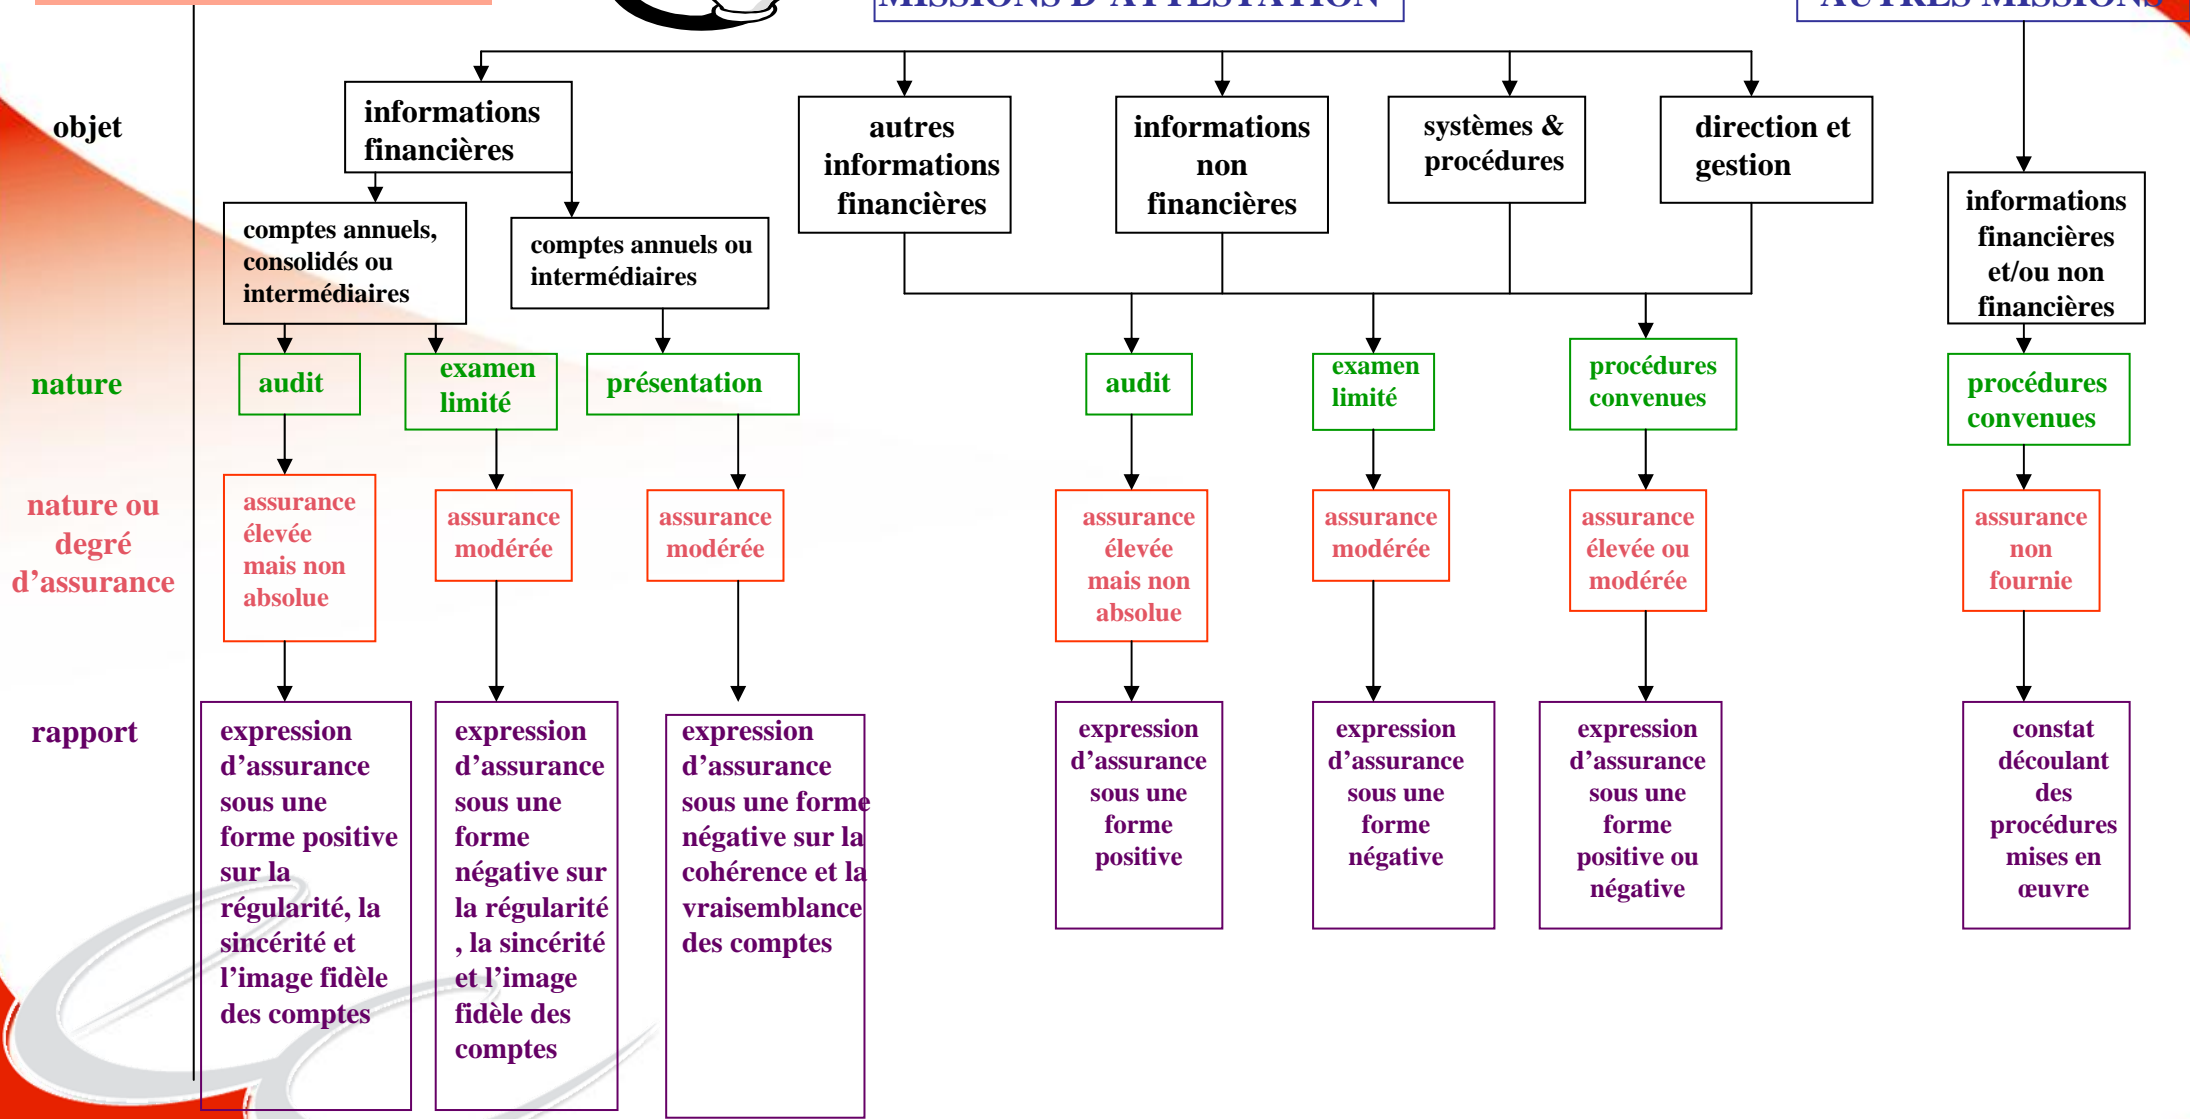 MISSIONS D'ATTESTATION
AUTRES MISSIONS
objet
informations
financières
autres
informations
financières
informations
non
financières
systèmes &
procédures
direction et
gestion
informations
financières
et/ou non
financières
comptes annuels,
consolidés ou
intermédiaires
comptes annuels ou
intermédiaires
nature
audit
examen
limité
présentation
audit
examen
limité
procédures
convenues
procédures
convenues
nature ou
degré
d’assurance
assurance
élevée
mais non
absolue
assurance
modérée
assurance
modérée
assurance
élevée
mais non
absolue
assurance
modérée
assurance
élevée ou
modérée
assurance
non
fournie
rapport
expression
d’assurance
sous une
forme positive
sur la
régularité, la
sincérité et
l’image fidèle
des comptes
expression
d’assurance
sous une
forme
négative sur
la régularité
, la sincérité
et l’image
fidèle des
comptes
expression
d’assurance
sous une forme
négative sur la
cohérence et la
vraisemblance
des comptes
expression
d’assurance
sous une
forme
positive
expression
d’assurance
sous une
forme
négative
expression
d’assurance
sous une
forme
positive ou
négative
constat
découlant
des
procédures
mises en
œuvre